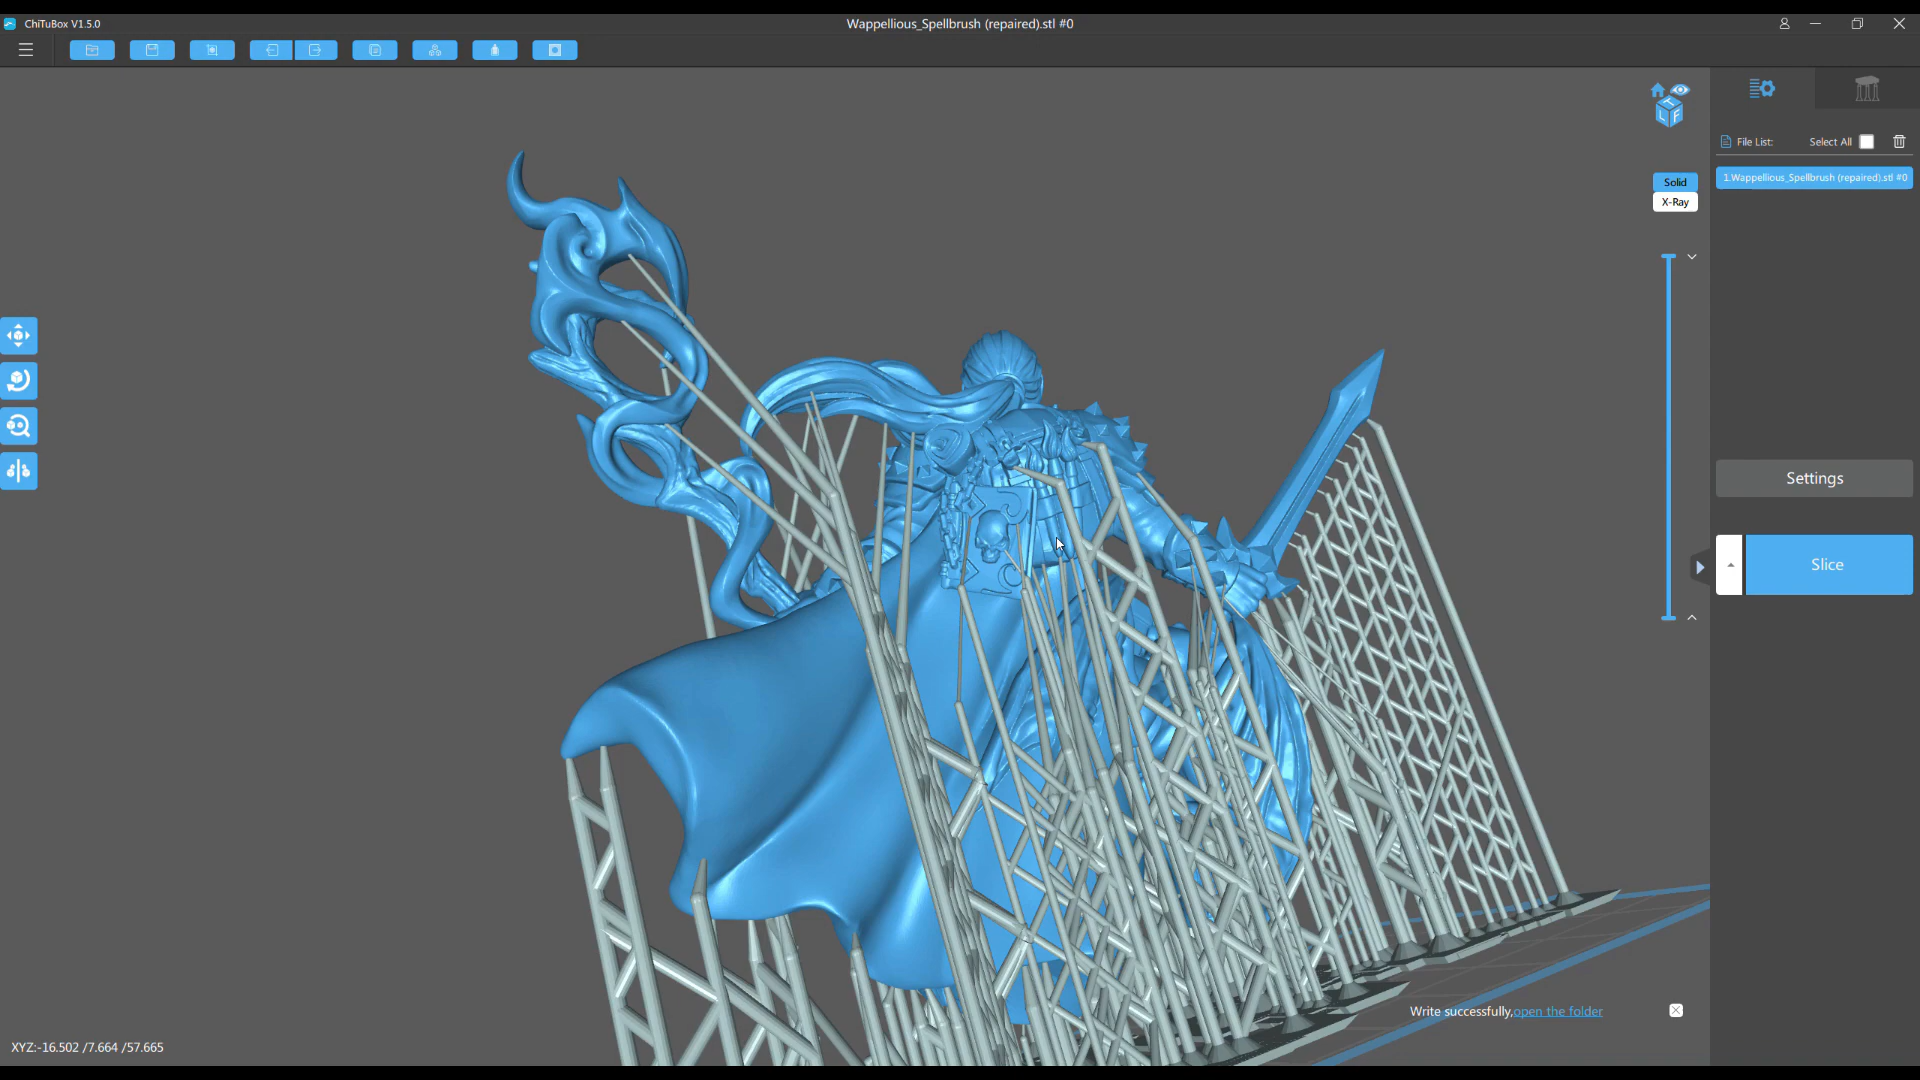 ChiTuBox V1.5.0
Wappellious_Spellbrush (repaired).stl #0
T
L F
File List:
Select All
1.Wappellious_Spellbrush (repaired).stl #0
Solid
X-Ray
Settings
Slice
Write successfully,open the folder
XYZ:-16.502 /7.664 /57.665